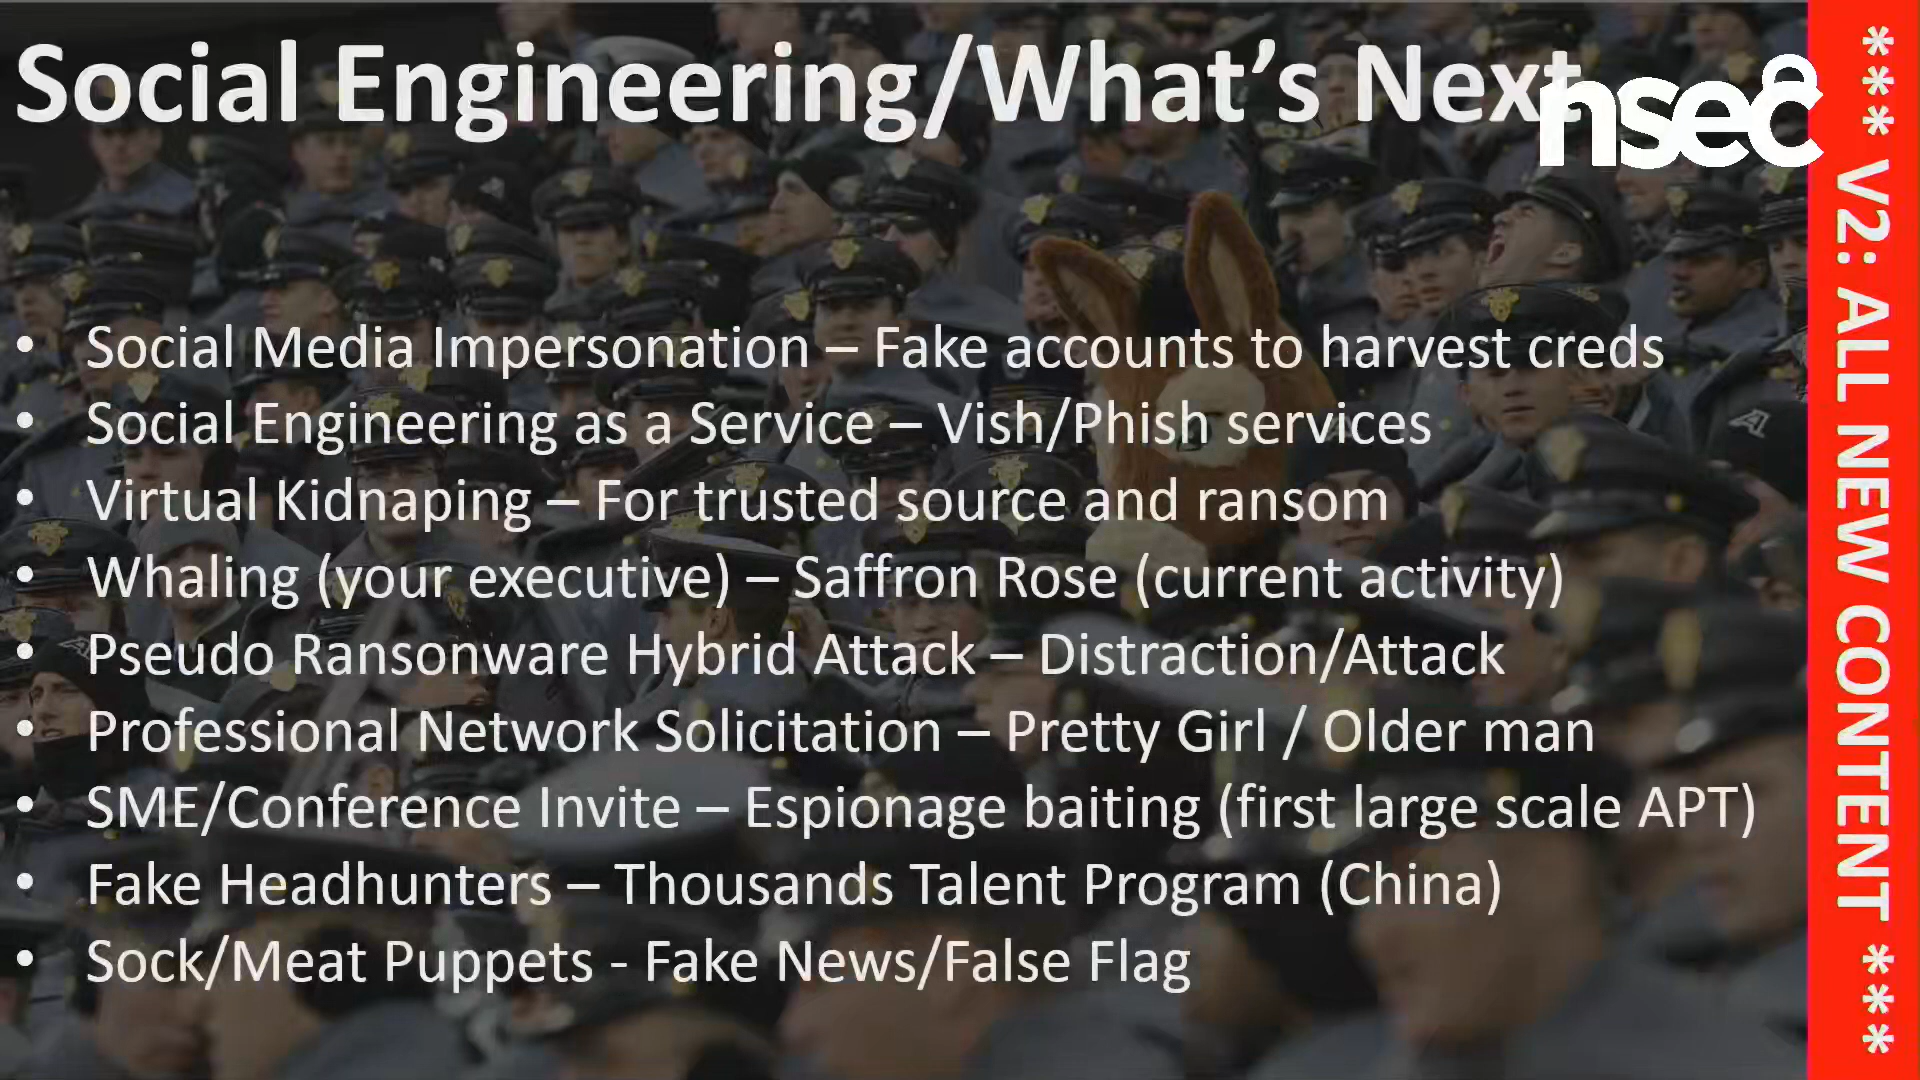 Social Engineering/What's Next
nsec
• Social Media Impersonation – Fake accounts to harvest creds
• Social Engineering as a Service – Vish/Phish services
• Virtual Kidnaping – For trusted source and ransom
• Whaling (your executive) – Saffron Rose (current activity)
• Pseudo Ransonware Hybrid Attack – Distraction/Attack
• Professional Network Solicitation – Pretty Girl / Older man
• SME/Conference Invite – Espionage baiting (first large scale APT)
• Fake Headhunters – Thousands Talent Program (China)
• Sock/Meat Puppets - Fake News/False Flag
*** V2: ALL NEW CONTENT ***